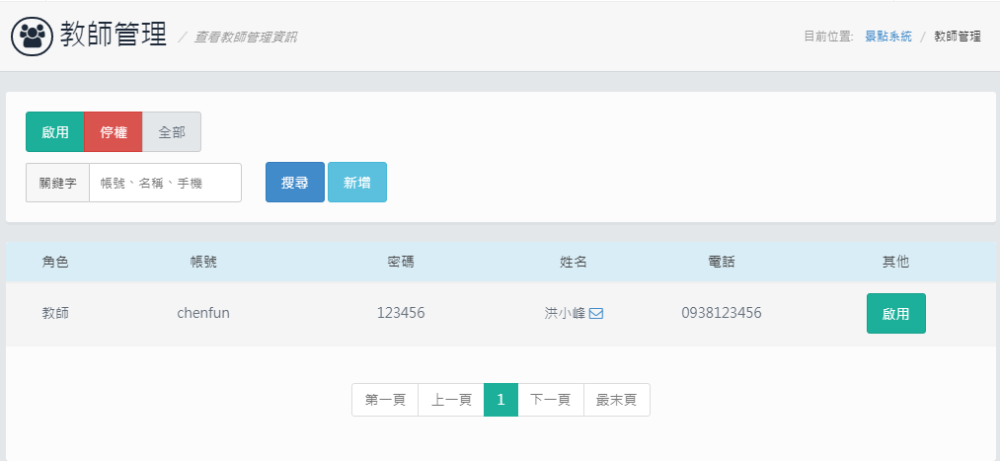 教師管理 / 查看教師管理資訊
目前位置: 景點系統 / 教師管理
啟用 停權 全部
關鍵字 帳號、名稱、手機 搜尋 新增
角色 帳號 密碼 姓名 電話 其他
教師 chenfun 123456 洪小峰 0938123456 啟用
第一頁 上一頁 1 下一頁 最末頁